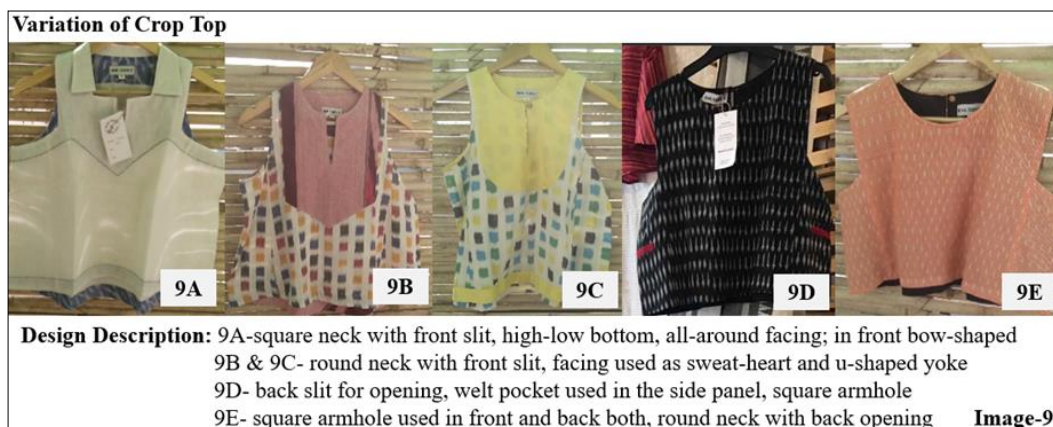 Variation of Crop Top
9A
9B
9C
9D
9E
Design Description: 9A-square neck with front slit, high-low bottom, all-around facing; in front bow-shaped
9B & 9C- round neck with front slit, facing used as sweat-heart and u-shaped yoke
9D- back slit for opening, welt pocket used in the side panel, square armhole
9E- square armhole used in front and back both, round neck with back opening Image-9